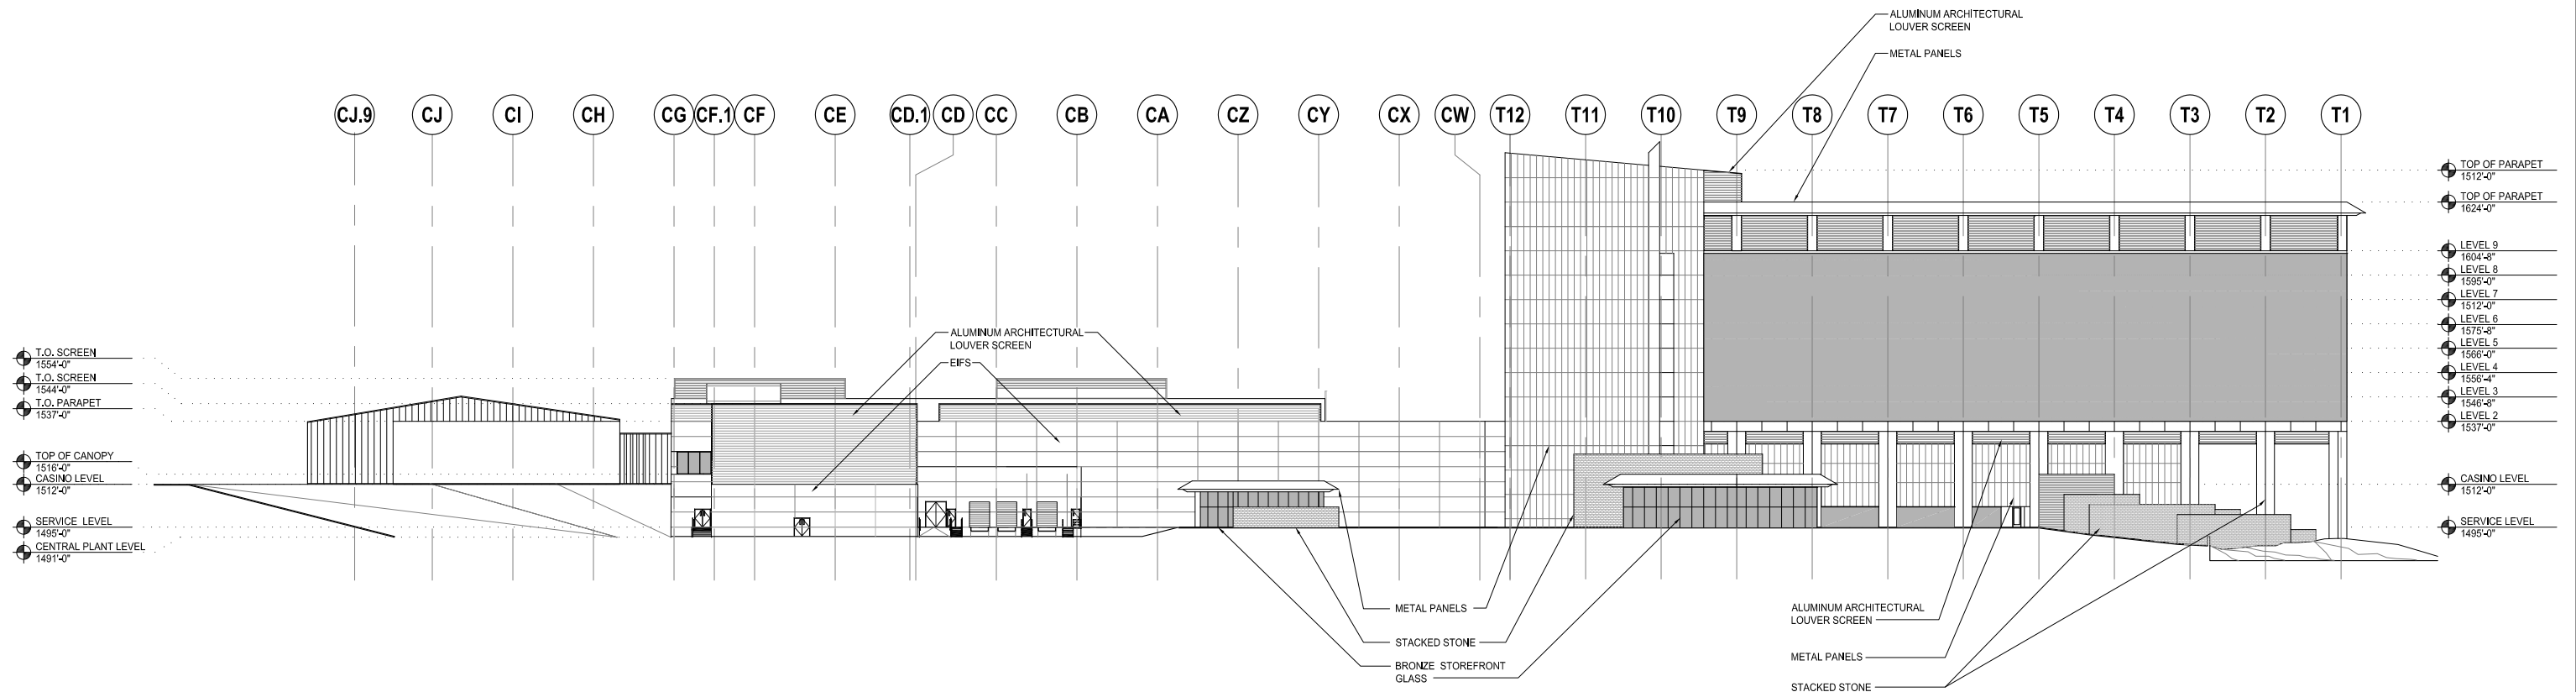 ALUMINUM ARCHITECTURAL
LOUVER SCREEN
METAL PANELS
CJ.9 CJ CI CH CG CF.1 CF CE CD.1 CD CC CB CA CZ CY CX CW T12 T11 T10 T9 T8 T7 T6 T5 T4 T3 T2 T1
TOP OF PARAPET
1512'-0"
TOP OF PARAPET
1624'-0"
LEVEL 9
1604'-8"
LEVEL 8
1595'-0"
LEVEL 7
1512'-0"
LEVEL 6
1575'-8"
LEVEL 5
1566'-0"
LEVEL 4
1556'-4"
LEVEL 3
1546'-8"
LEVEL 2
1537'-0"
CASINO LEVEL
1512'-0"
SERVICE LEVEL
1495'-0"
ALUMINUM ARCHITECTURAL
LOUVER SCREEN
EIFS
T.O. SCREEN
1554'-0"
T.O. SCREEN
1544'-0"
T.O. PARAPET
1537'-0"
TOP OF CANOPY
1516'-0"
CASINO LEVEL
1512'-0"
SERVICE LEVEL
1495'-0"
CENTRAL PLANT LEVEL
1491'-0"
METAL PANELS
STACKED STONE
BRONZE STOREFRONT
GLASS
ALUMINUM ARCHITECTURAL
LOUVER SCREEN
METAL PANELS
STACKED STONE